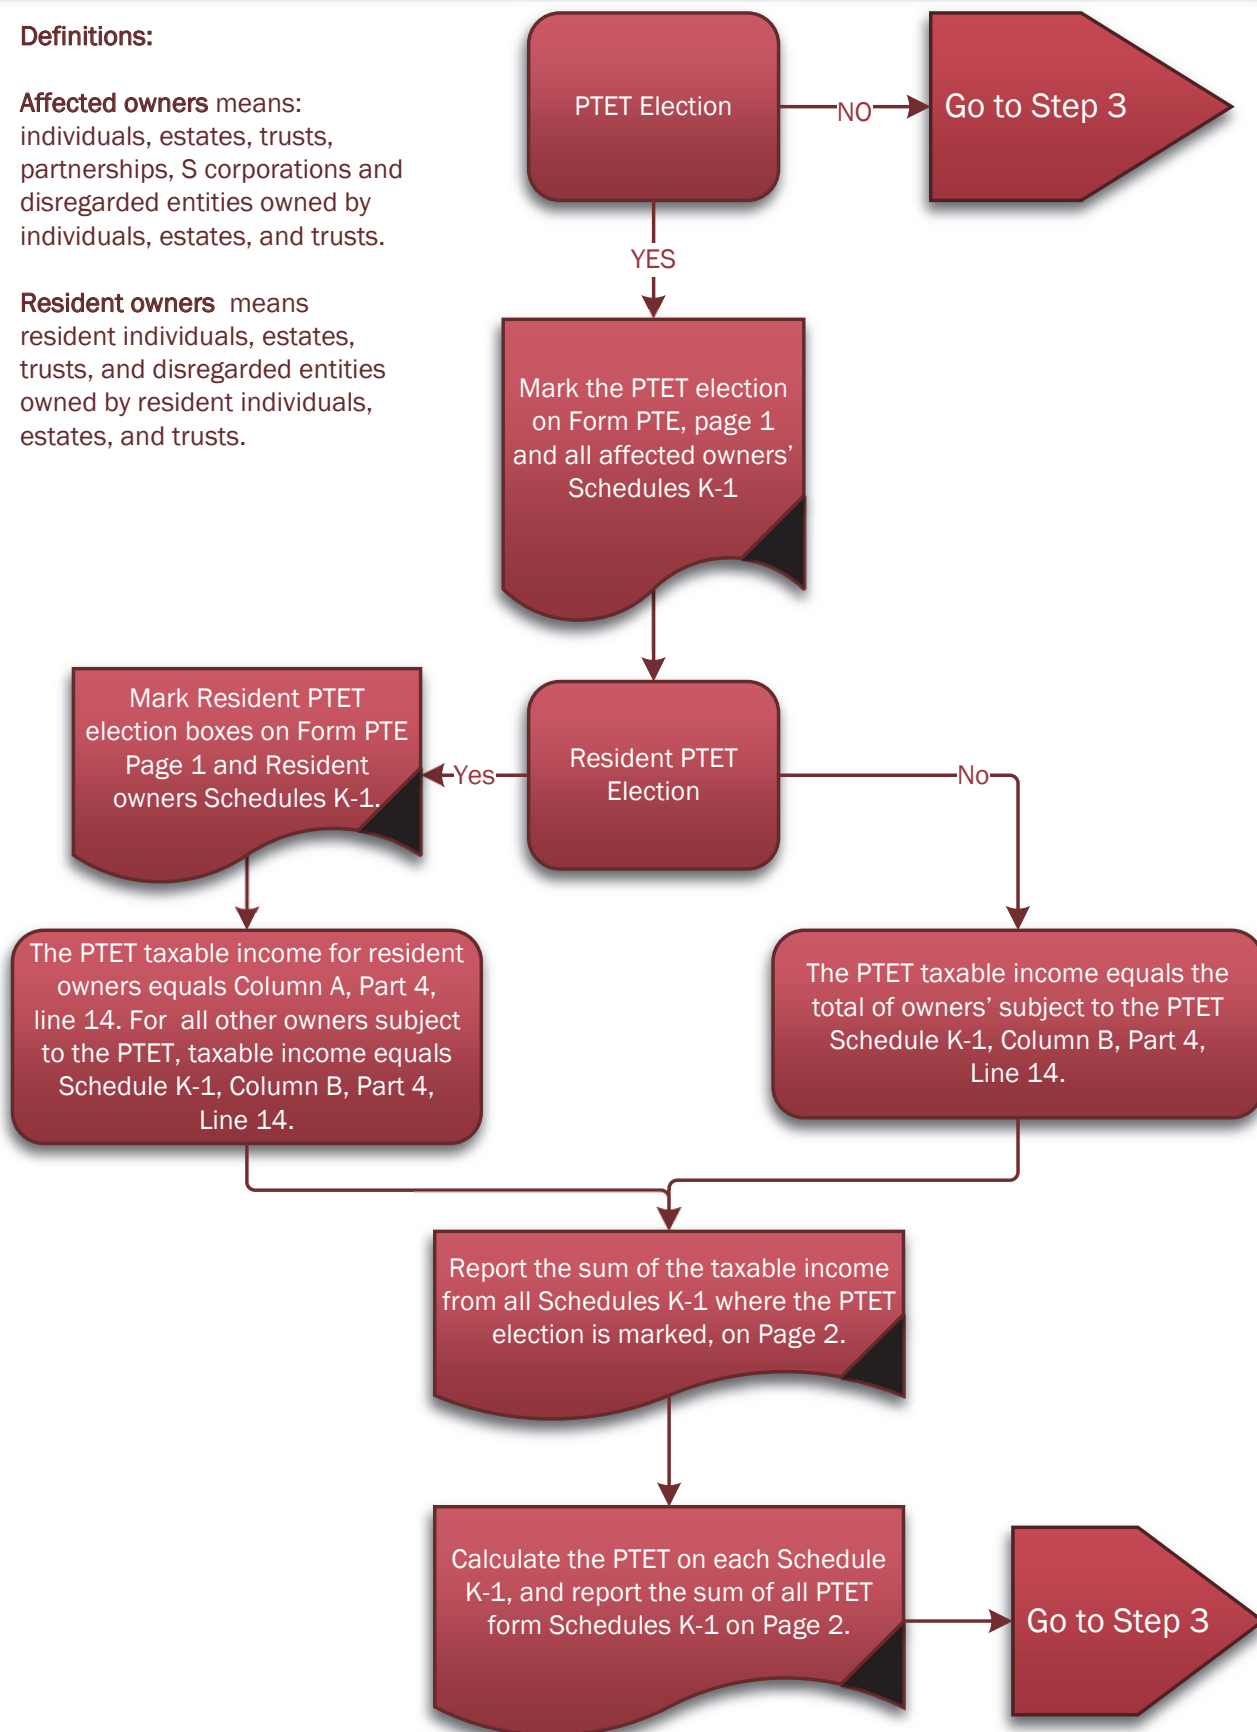 Definitions:
Affected owners means:
individuals, estates, trusts,
partnerships, S corporations and
disregarded entities owned by
individuals, estates, and trusts.
Resident owners means
resident individuals, estates,
trusts, and disregarded entities
owned by resident individuals,
estates, and trusts.
PTET Election
NO
Go to Step 3
YES
Mark the PTET election
on Form PTE, page 1
and all affected owners’
Schedules K-1
Mark Resident PTET
election boxes on Form PTE
Page 1 and Resident
owners Schedules K-1.
Yes
Resident PTET
Election
No
The PTET taxable income for resident
owners equals Column A, Part 4,
line 14. For all other owners subject
to the PTET, taxable income equals
Schedule K-1, Column B, Part 4,
Line 14.
The PTET taxable income equals the
total of owners’ subject to the PTET
Schedule K-1, Column B, Part 4,
Line 14.
Report the sum of the taxable income
from all Schedules K-1 where the PTET
election is marked, on Page 2.
Calculate the PTET on each Schedule
K-1, and report the sum of all PTET
form Schedules K-1 on Page 2.
Go to Step 3